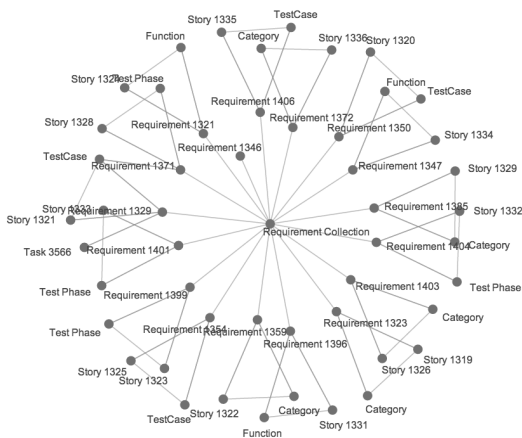 Story 1335
TestCase
Function
Category
Story 1336
Story 1320
Story 1324
Test Phase
Function
TestCase
Requirement 1406
Story 1328
Requirement 1321
Requirement 1372
Requirement 1350
Story 1334
Requirement 1346
TestCase
Requirement 1371
Requirement 1347
Story 1329
Story 1333
Requirement 1329
Requirement 1385
Story 1332
Story 1321
Requirement Collection
Task 3566
Requirement 1401
Requirement 1404
Category
Test Phase
Requirement 1399
Requirement 1403
Test Phase
Category
Requirement 1354
Requirement 1359
Requirement 1323
Requirement 1396
Story 1319
Story 1325
Story 1323
Story 1326
TestCase
Story 1322
Category
Category
Story 1331
Function